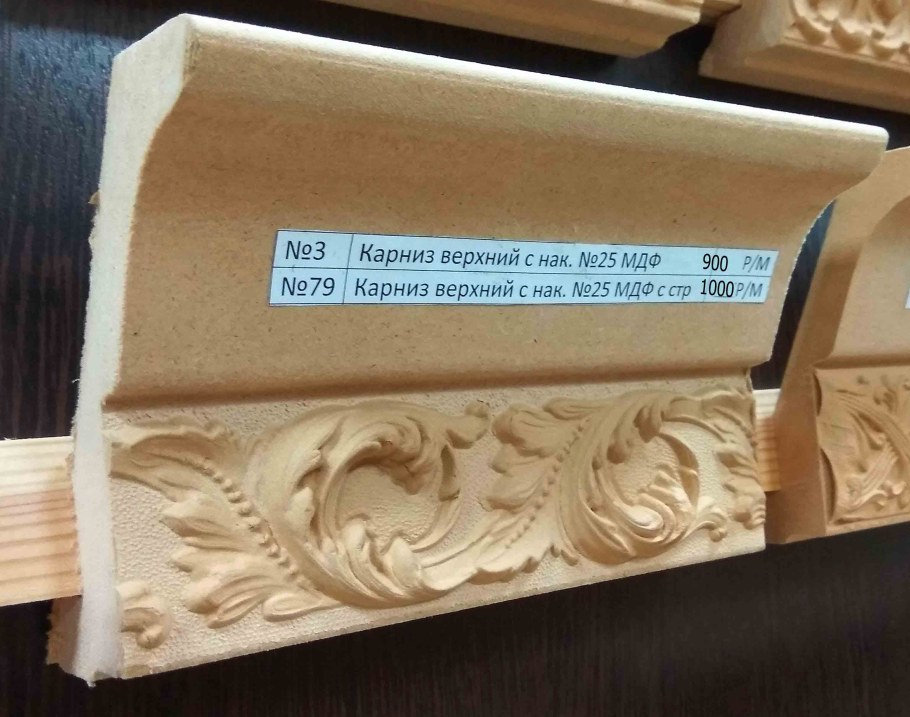 №3 Карниз верхний с нак. №25 МДФ 900 Р/М
№79 Карниз верхний с нак. №25 МДФ с стр 1000 Р/М